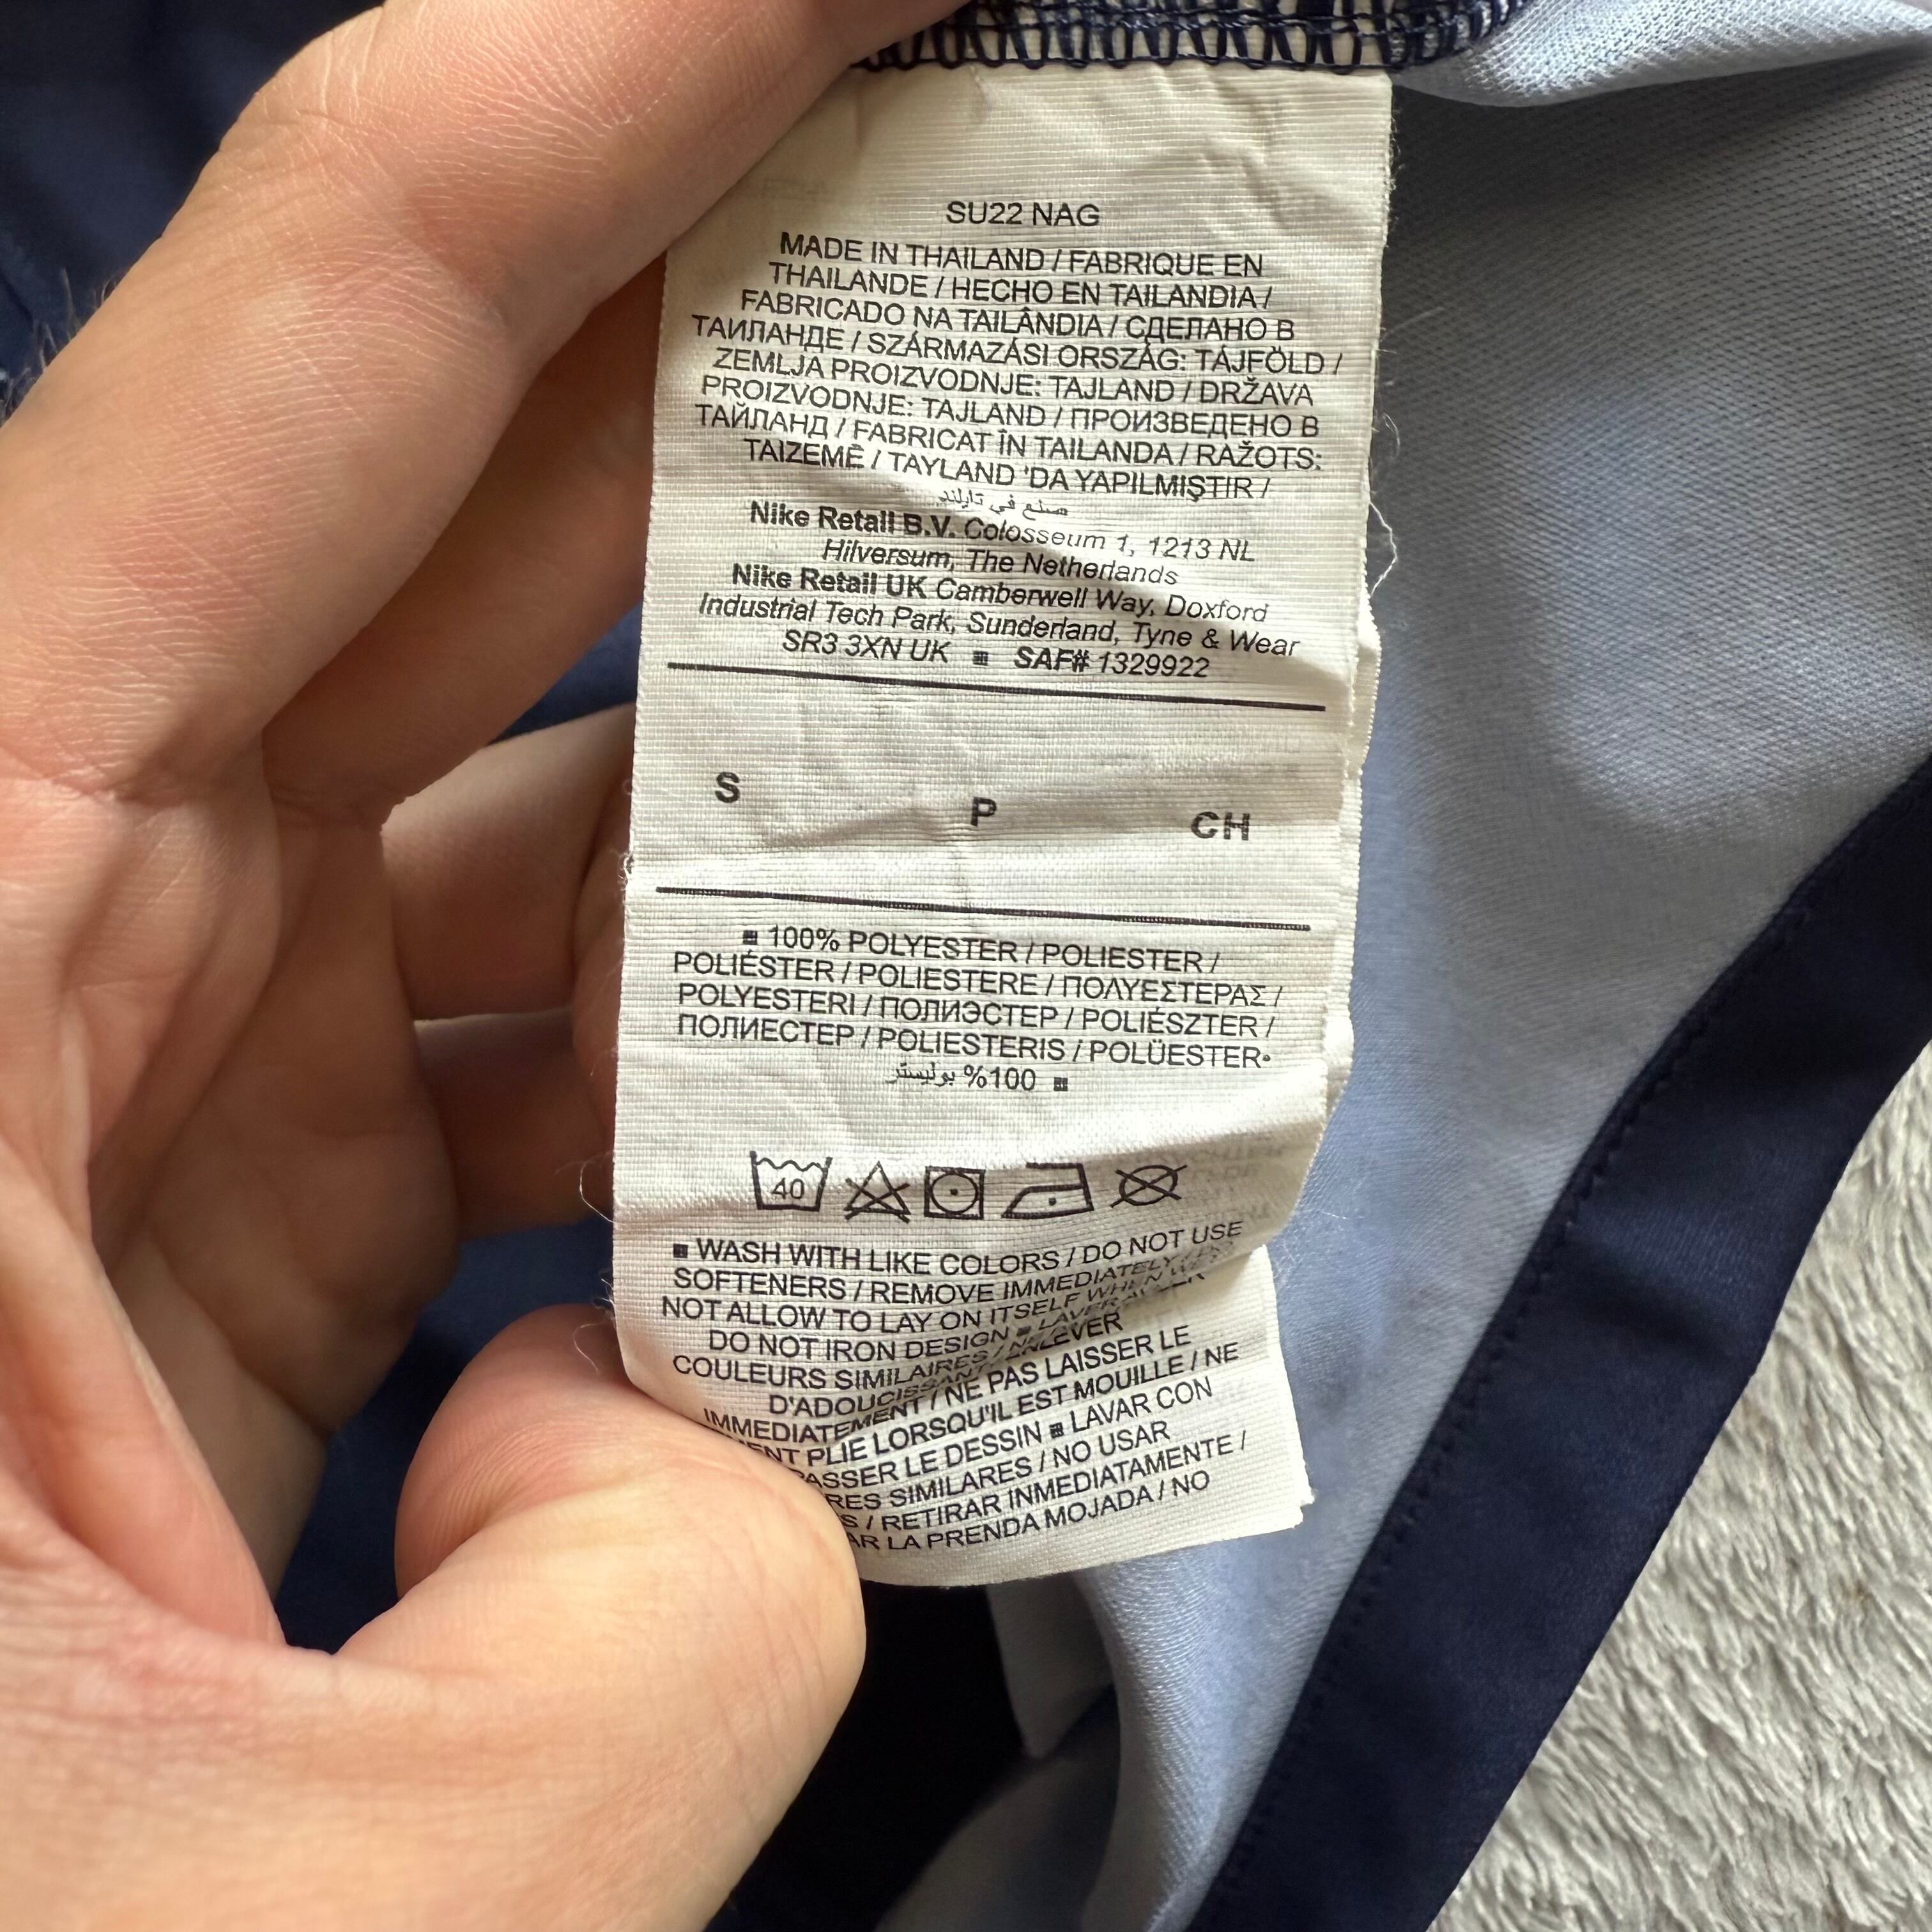 SU22 NAG
MADE IN THAILAND / FABRIQUE EN
THAILANDE / HECHO EN TAILANDIA /
FABRICADO NA TAILÂNDIA / СДЕЛАНО В
ТАИЛАНДЕ / SZÁRMAZÁSI ORSZÁG: TÁJFÖLD /
ZEMLJA PROIZVODNJE: TAJLAND / DRŽAVA
PROIZVODNJE: TAJLAND / ПРОИЗВЕДЕНО В
ТАЙЛАНД / FABRICAT ÎN TAILANDA / RAŽOTS:
TAIZEMĒ / TAYLAND 'DA YAPILMIŞTIR /
صنع في تايلند
Nike Retail B.V. Colosseum 1, 1213 NL
Hilversum, The Netherlands
Nike Retail UK Camberwell Way, Doxford
Industrial Tech Park, Sunderland, Tyne & Wear
SR3 3XN UK ▪ SAF# 1329922
S P CH
▪ 100% POLYESTER / POLIESTER /
POLIÉSTER / POLIESTERE / ΠΟΛΥΕΣΤΕΡΑΣ /
POLYESTERI / ПОЛИЭСТЕР / POLIÉSZTER /
ПОЛИЕСТЕР / POLIESTERIS / POLÜESTER•
▪ 100% بوليستر
40
▪ WASH WITH LIKE COLORS / DO NOT USE
SOFTENERS / REMOVE IMMEDIATELY /
NOT ALLOW TO LAY ON ITSELF WHEN
DO NOT IRON DESIGN ▪ LAVER
COULEURS SIMILAIRES / ENLEVER
D'ADOUCISSANT
IMMEDIATEMENT / NE PAS LAISSER LE
PLIE LORSQU'IL EST MOUILLE / NE
LE DESSIN ▪ LAVAR CON
SIMILARES / NO USAR
/ RETIRAR INMEDIATAMENTE /
LA PRENDA MOJADA / NO